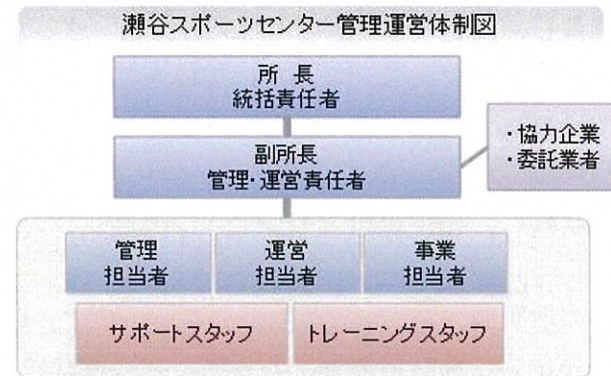 瀬谷スポーツセンター管理運営体制図
所 長
統括責任者
副所長
管理・運営責任者
・協力企業
・委託業者
管理
担当者
運営
担当者
事業
担当者
サポートスタッフ
トレーニングスタッフ